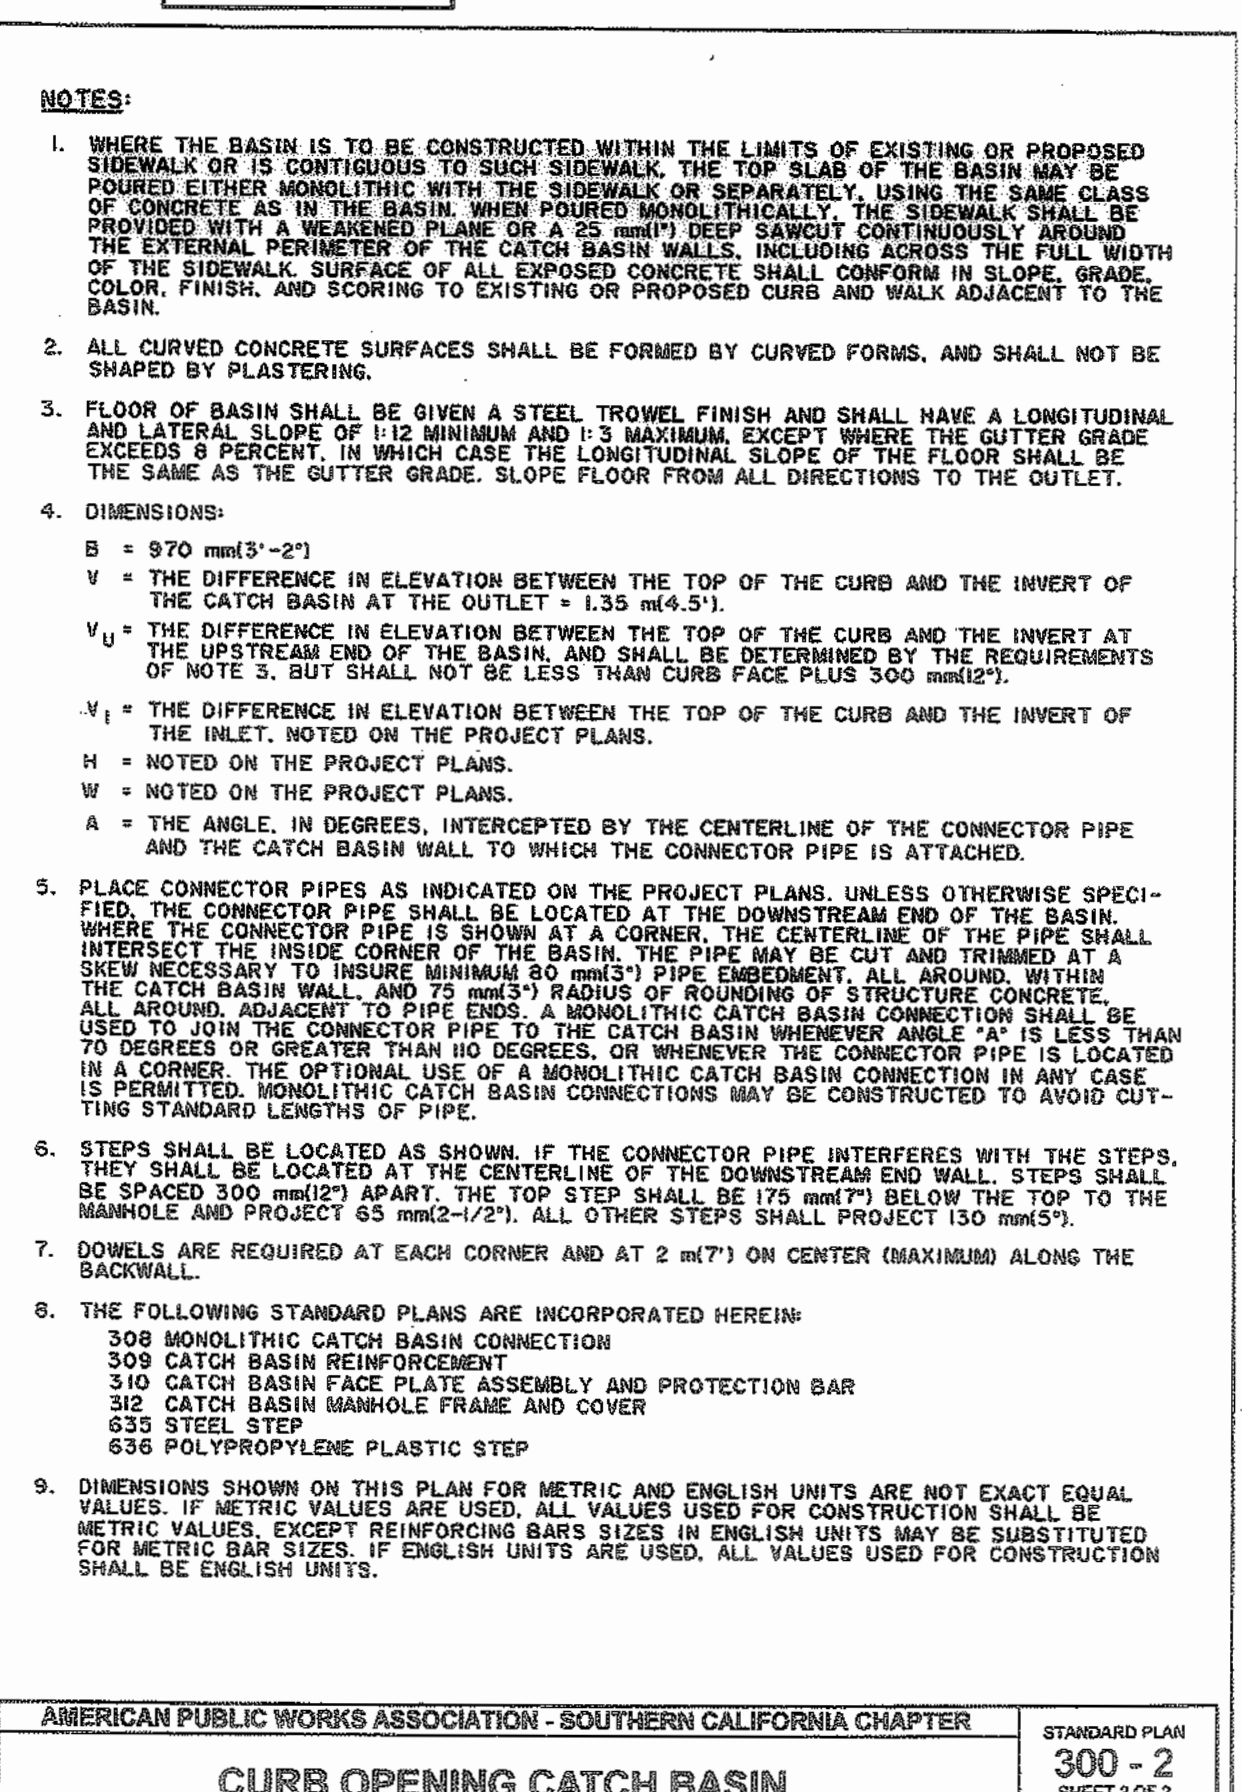 NOTES:
1. WHERE THE BASIN IS TO BE CONSTRUCTED WITHIN THE LIMITS OF EXISTING OR PROPOSED
SIDEWALK OR IS CONTIGUOUS TO SUCH SIDEWALK, THE TOP SLAB OF THE BASIN MAY BE
POURED EITHER MONOLITHIC WITH THE SIDEWALK OR SEPARATELY, USING THE SAME CLASS
OF CONCRETE AS IN THE BASIN. WHEN POURED MONOLITHICALLY, THE SIDEWALK SHALL BE
PROVIDED WITH A WEAKENED PLANE OR A 25 mm(1") DEEP SAWCUT CONTINUOUSLY AROUND
THE EXTERNAL PERIMETER OF THE CATCH BASIN WALLS, INCLUDING ACROSS THE FULL WIDTH
OF THE SIDEWALK. SURFACE OF ALL EXPOSED CONCRETE SHALL CONFORM IN SLOPE, GRADE,
COLOR, FINISH, AND SCORING TO EXISTING OR PROPOSED CURB AND WALK ADJACENT TO THE
BASIN.
2. ALL CURVED CONCRETE SURFACES SHALL BE FORMED BY CURVED FORMS, AND SHALL NOT BE
SHAPED BY PLASTERING.
3. FLOOR OF BASIN SHALL BE GIVEN A STEEL TROWEL FINISH AND SHALL HAVE A LONGITUDINAL
AND LATERAL SLOPE OF 1:12 MINIMUM AND 1:3 MAXIMUM, EXCEPT WHERE THE GUTTER GRADE
EXCEEDS 8 PERCENT, IN WHICH CASE THE LONGITUDINAL SLOPE OF THE FLOOR SHALL BE
THE SAME AS THE GUTTER GRADE. SLOPE FLOOR FROM ALL DIRECTIONS TO THE OUTLET.
4. DIMENSIONS:
B = 970 mm(3'-2")
V = THE DIFFERENCE IN ELEVATION BETWEEN THE TOP OF THE CURB AND THE INVERT OF
THE CATCH BASIN AT THE OUTLET = 1.35 m(4.5').
VU = THE DIFFERENCE IN ELEVATION BETWEEN THE TOP OF THE CURB AND THE INVERT AT
THE UPSTREAM END OF THE BASIN, AND SHALL BE DETERMINED BY THE REQUIREMENTS
OF NOTE 3, BUT SHALL NOT BE LESS THAN CURB FACE PLUS 300 mm(12").
VI = THE DIFFERENCE IN ELEVATION BETWEEN THE TOP OF THE CURB AND THE INVERT OF
THE INLET, NOTED ON THE PROJECT PLANS.
H = NOTED ON THE PROJECT PLANS.
W = NOTED ON THE PROJECT PLANS.
A = THE ANGLE, IN DEGREES, INTERCEPTED BY THE CENTERLINE OF THE CONNECTOR PIPE
AND THE CATCH BASIN WALL TO WHICH THE CONNECTOR PIPE IS ATTACHED.
5. PLACE CONNECTOR PIPES AS INDICATED ON THE PROJECT PLANS. UNLESS OTHERWISE SPECI-
FIED, THE CONNECTOR PIPE SHALL BE LOCATED AT THE DOWNSTREAM END OF THE BASIN.
WHERE THE CONNECTOR PIPE IS SHOWN AT A CORNER, THE CENTERLINE OF THE PIPE SHALL
INTERSECT THE INSIDE CORNER OF THE BASIN. THE PIPE MAY BE CUT AND TRIMMED AT A
SKEW NECESSARY TO INSURE MINIMUM 80 mm(3") PIPE EMBEDMENT, ALL AROUND, WITHIN
THE CATCH BASIN WALL, AND 75 mm(3") RADIUS OF ROUNDING OF STRUCTURE CONCRETE,
ALL AROUND, ADJACENT TO PIPE ENDS. A MONOLITHIC CATCH BASIN CONNECTION SHALL BE
USED TO JOIN THE CONNECTOR PIPE TO THE CATCH BASIN WHENEVER ANGLE "A" IS LESS THAN
70 DEGREES OR GREATER THAN 110 DEGREES, OR WHENEVER THE CONNECTOR PIPE IS LOCATED
IN A CORNER. THE OPTIONAL USE OF A MONOLITHIC CATCH BASIN CONNECTION IN ANY CASE
IS PERMITTED. MONOLITHIC CATCH BASIN CONNECTIONS MAY BE CONSTRUCTED TO AVOID CUT-
TING STANDARD LENGTHS OF PIPE.
6. STEPS SHALL BE LOCATED AS SHOWN. IF THE CONNECTOR PIPE INTERFERES WITH THE STEPS,
THEY SHALL BE LOCATED AT THE CENTERLINE OF THE DOWNSTREAM END WALL. STEPS SHALL
BE SPACED 300 mm(12") APART. THE TOP STEP SHALL BE 175 mm(7") BELOW THE TOP TO THE
MANHOLE AND PROJECT 65 mm(2-1/2"). ALL OTHER STEPS SHALL PROJECT 130 mm(5").
7. DOWELS ARE REQUIRED AT EACH CORNER AND AT 2 m(7') ON CENTER (MAXIMUM) ALONG THE
BACKWALL.
8. THE FOLLOWING STANDARD PLANS ARE INCORPORATED HEREIN:
308 MONOLITHIC CATCH BASIN CONNECTION
309 CATCH BASIN REINFORCEMENT
310 CATCH BASIN FACE PLATE ASSEMBLY AND PROTECTION BAR
312 CATCH BASIN MANHOLE FRAME AND COVER
635 STEEL STEP
636 POLYPROPYLENE PLASTIC STEP
9. DIMENSIONS SHOWN ON THIS PLAN FOR METRIC AND ENGLISH UNITS ARE NOT EXACT EQUAL
VALUES. IF METRIC VALUES ARE USED, ALL VALUES USED FOR CONSTRUCTION SHALL BE
METRIC VALUES, EXCEPT REINFORCING BARS SIZES IN ENGLISH UNITS MAY BE SUBSTITUTED
FOR METRIC BAR SIZES. IF ENGLISH UNITS ARE USED, ALL VALUES USED FOR CONSTRUCTION
SHALL BE ENGLISH UNITS.
AMERICAN PUBLIC WORKS ASSOCIATION - SOUTHERN CALIFORNIA CHAPTER
STANDARD PLAN
300 - 2
CURB OPENING CATCH BASIN